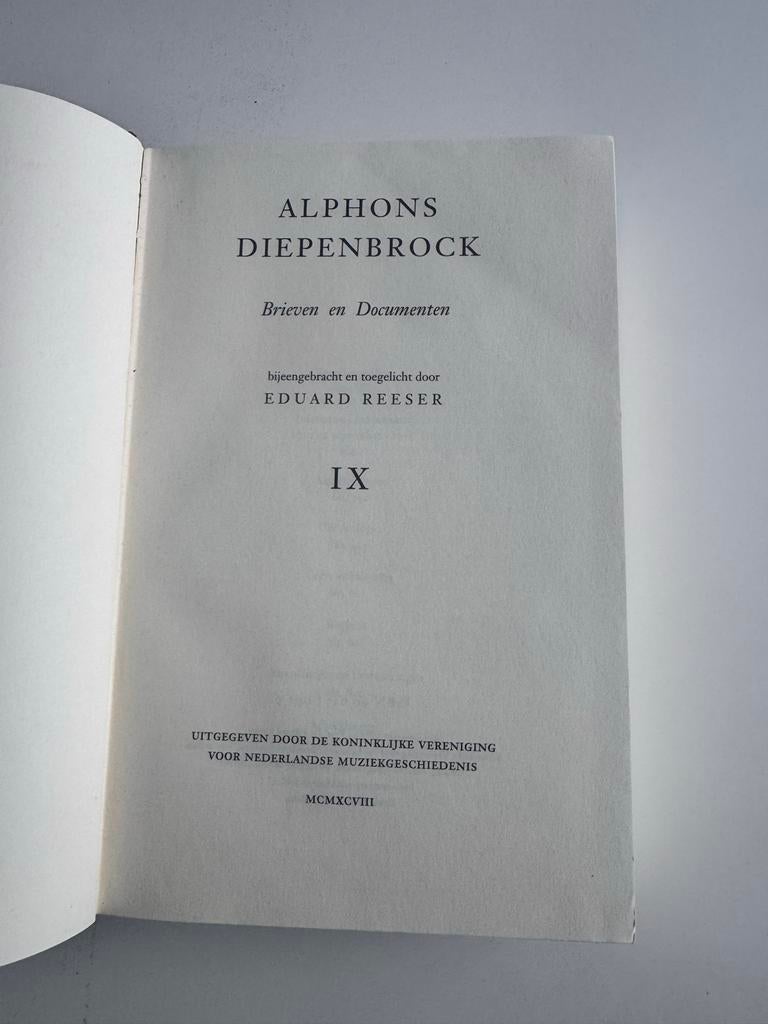 ALPHONS
DIEPENBROCK
Brieven en Documenten
bijeengebracht en toegelicht door
EDUARD REESER
IX
UITGEGEVEN DOOR DE KONINKLIJKE VERENIGING
VOOR NEDERLANDSE MUZIEKGESCHIEDENIS
MCMXCVIII